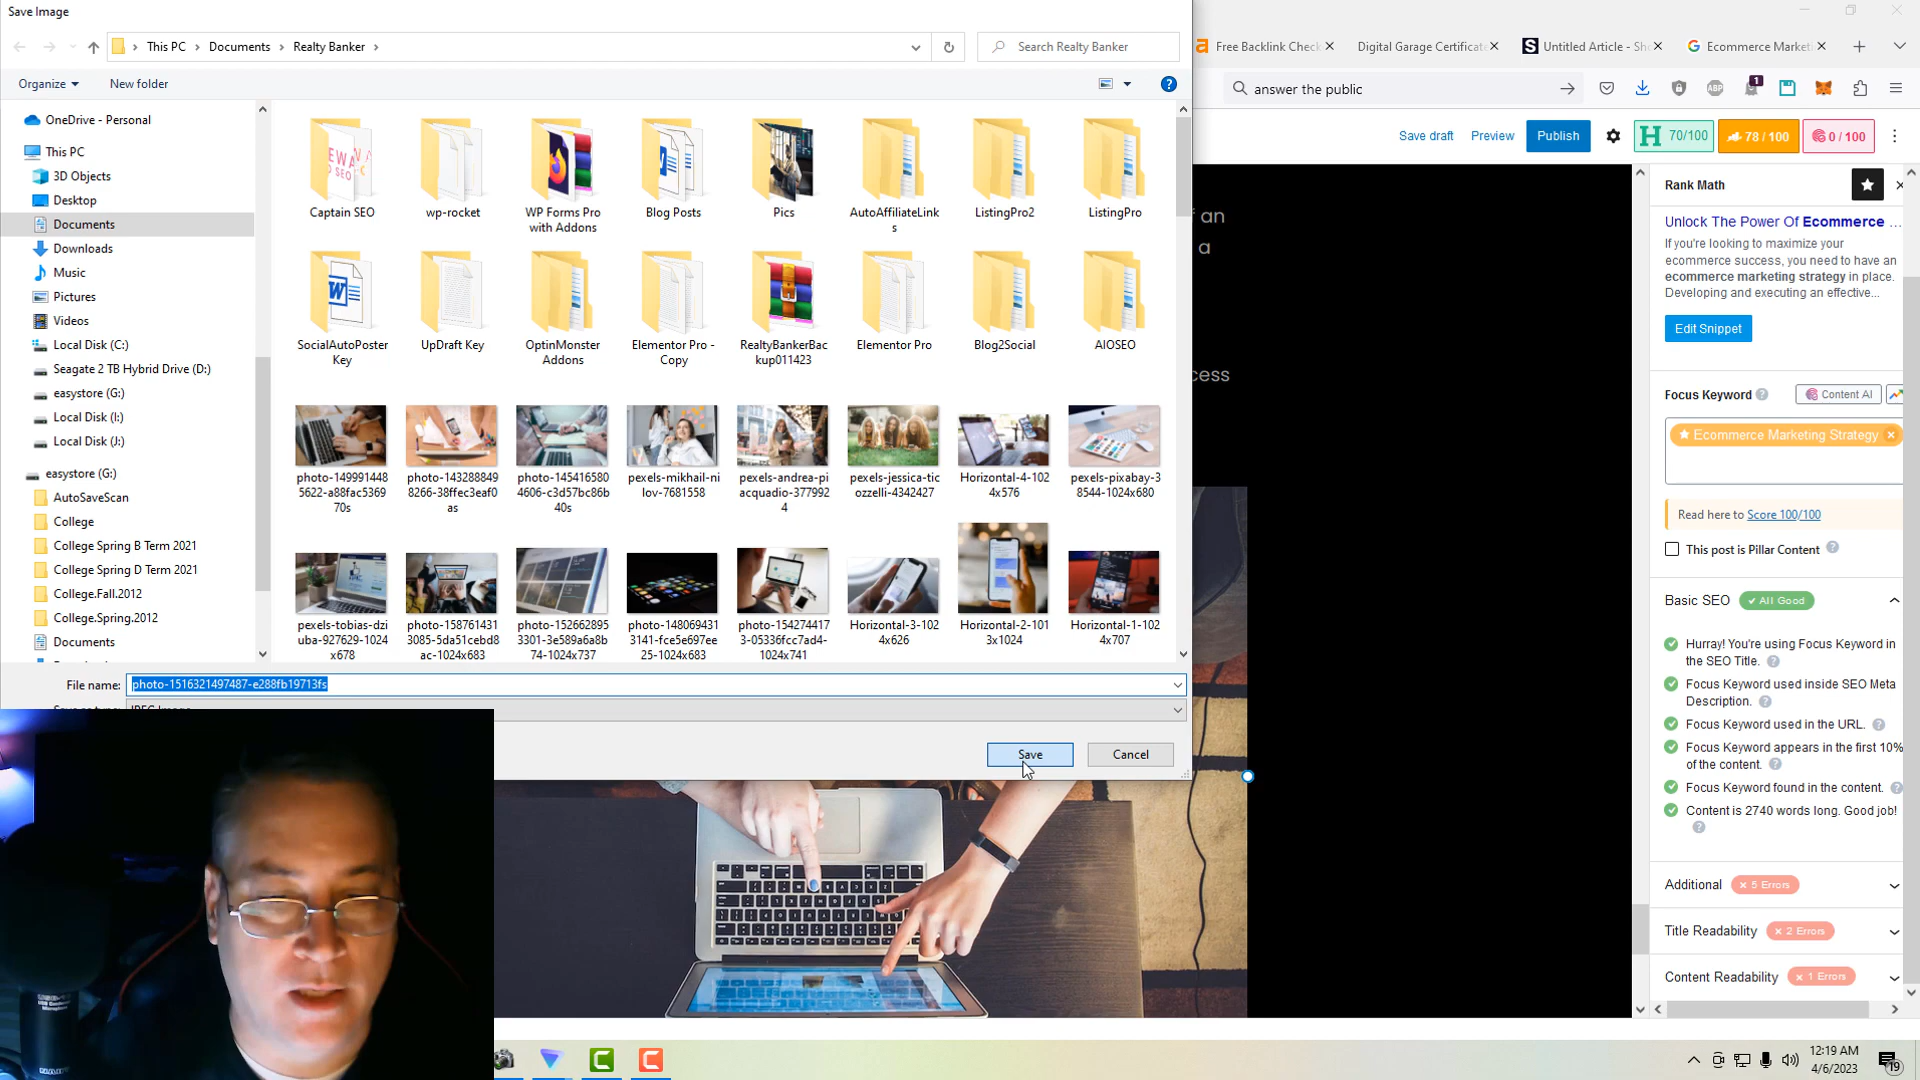 Save Image
This PC > Documents > Realty Banker >
Search Realty Banker
Organize
New folder
OneDrive - Personal
This PC
3D Objects
Desktop
Documents
Downloads
Music
Pictures
Videos
Local Disk (C:)
Seagate 2 TB Hybrid Drive (D:)
easystore (G:)
Local Disk (I:)
Local Disk (J:)
easystore (G:)
AutoSaveScan
College
College Spring B Term 2021
College Spring D Term 2021
College.Fall.2012
College.Spring.2012
Documents
Captain SEO
wp-rocket
WP Forms Pro with Addons
Blog Posts
Pics
AutoAffiliateLinks
ListingPro2
ListingPro
SocialAutoPoster Key
UpDraft Key
OptinMonster Addons
Elementor Pro - Copy
RealtyBankerBackup011423
Elementor Pro
Blog2Social
AIOSEO
photo-1499914485622-a88fac536970s
photo-1432888498266-38ffec3eaf0as
photo-1454165804606-c3d57bc86b40s
pexels-mikhail-nilov-7681558
pexels-andrea-piacquadio-3779924
pexels-jessica-ticozzelli-4342427
Horizontal-4-1024x576
pexels-pixabay-38544-1024x680
pexels-tobias-dziuba-927629-1024x678
photo-1587614313085-5da51cebd8ac-1024x683
photo-1526628953301-3e589a6a8b74-1024x737
photo-1480694313141-fce5e697ee25-1024x683
photo-1542744173-05336fcc7ad4-1024x741
Horizontal-3-1024x626
Horizontal-2-1013x1024
Horizontal-1-1024x707
File name: photo-1516321497487-e288fb19713fs
Save
Cancel
Free Backlink Check
Digital Garage Certificate
Untitled Article - Sh
Ecommerce Market
answer the public
ABP
1
Save draft
Preview
Publish
70/100
78 / 100
0 / 100
an
a
cess
Rank Math
Unlock The Power Of Ecommerce ...
If you're looking to maximize your
ecommerce success, you need to have an
ecommerce marketing strategy in place.
Developing and executing an effective...
Edit Snippet
Focus Keyword
Content AI
Ecommerce Marketing Strategy
Read here to Score 100/100
This post is Pillar Content
Basic SEO
All Good
Hurray! You're using Focus Keyword in
the SEO Title.
Focus Keyword used inside SEO Meta
Description.
Focus Keyword used in the URL.
Focus Keyword appears in the first 10%
of the content.
Focus Keyword found in the content.
Content is 2740 words long. Good job!
Additional
× 5 Errors
Title Readability
× 2 Errors
Content Readability
× 1 Errors
12:19 AM
4/6/2023
19